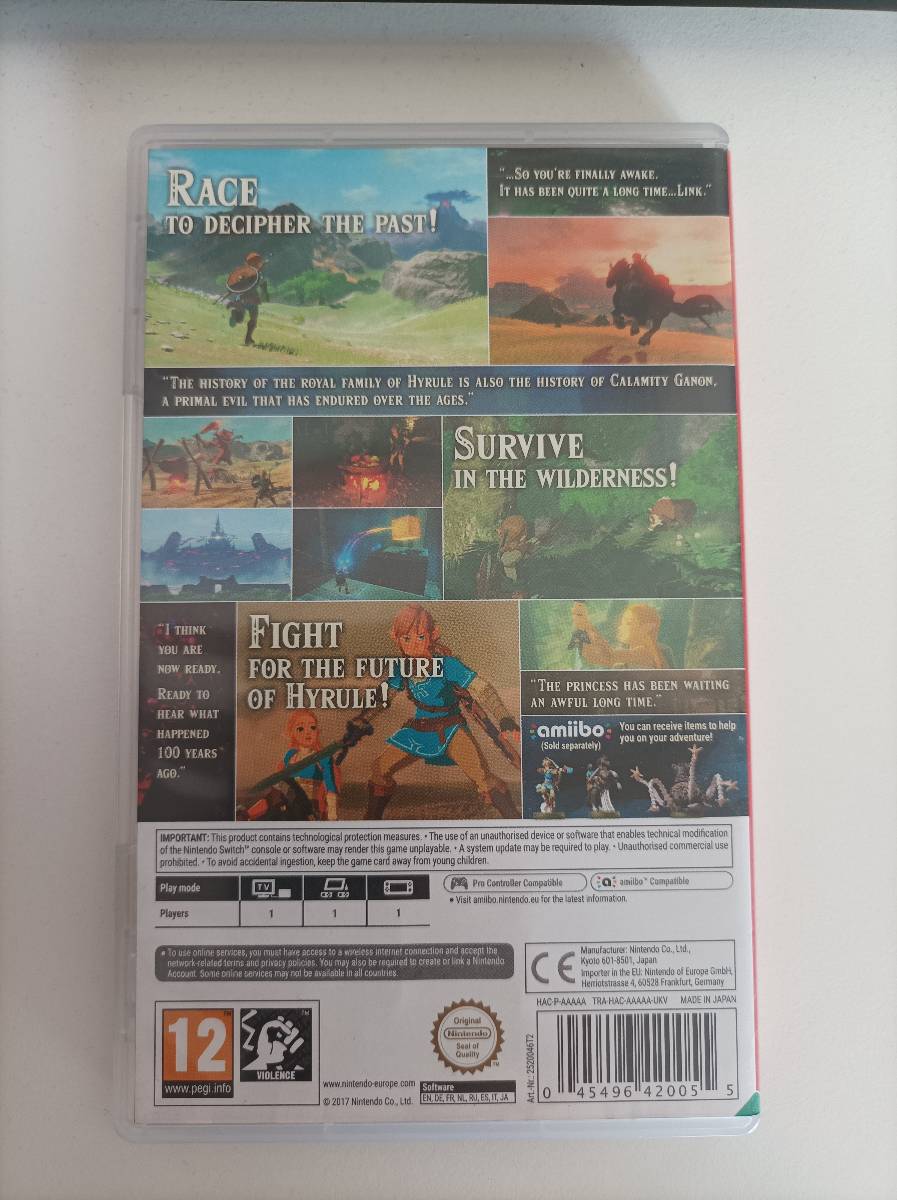 RACE
TO DECIPHER THE PAST!
"...SO YOU'RE FINALLY AWAKE.
IT HAS BEEN QUITE A LONG TIME...LINK."
"THE HISTORY OF THE ROYAL FAMILY OF HYRULE IS ALSO THE HISTORY OF CALAMITY GANON,
A PRIMAL EVIL THAT HAS ENDURED OVER THE AGES."
SURVIVE
IN THE WILDERNESS!
"I THINK
YOU ARE
NOW READY.
READY TO
HEAR WHAT
HAPPENED
100 YEARS
AGO."
FIGHT
FOR THE FUTURE
OF HYRULE!
"THE PRINCESS HAS BEEN WAITING
AN AWFUL LONG TIME."
amiibo
(Sold separately)
You can receive items to help
you on your adventure!
IMPORTANT: This product contains technological protection measures. • The use of an unauthorised device or software that enables technical modification
of the Nintendo Switch™ console or software may render this game unplayable. • A system update may be required to play. • Unauthorised commercial use
prohibited. • To avoid accidental ingestion, keep the game card away from young children.
Play mode
TV
Players 1 1 1
Pro Controller Compatible
a amiibo™ Compatible
• Visit amiibo.nintendo.eu for the latest information.
• To use online services, you must have access to a wireless internet connection and accept the
network-related terms and privacy policies. You may also be required to create or link a Nintendo
Account. Some online services may not be available in all countries.
CE
Manufacturer: Nintendo Co., Ltd.,
Kyoto 601-8501, Japan
Importer in the EU: Nintendo of Europe GmbH,
Herriotstrasse 4, 60528 Frankfurt, Germany
HAC-P-AAAAA TRA-HAC-AAAAA-UKV MADE IN JAPAN
12
™
www.pegi.info
™
VIOLENCE
Original
Nintendo
Seal of
Quality
™
www.nintendo-europe.com
© 2017 Nintendo Co., Ltd.
Software
EN, DE, FR, NL, RU, ES, IT, JA
Art.-Nr.: 2520046T2
0 45496 42005 5